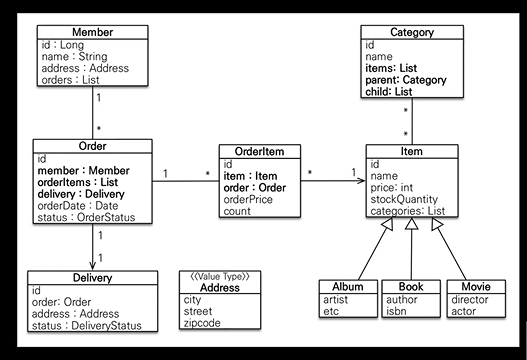 Member
id : Long
name : String
address : Address
orders : List
Category
id
name
items: List
parent: Category
child: List
1
*
*
*
Order
id
member : Member
orderItems : List
delivery : Delivery
orderDate : Date
status : OrderStatus
1
*
OrderItem
id
item : Item
order : Order
orderPrice
count
*
1
Item
id
name
price: int
stockQuantity
categories: List
1
1
Delivery
id
order: Order
address : Address
status : DeliveryStatus
《Value Type》
Address
city
street
zipcode
Album
artist
etc
Book
author
isbn
Movie
director
actor